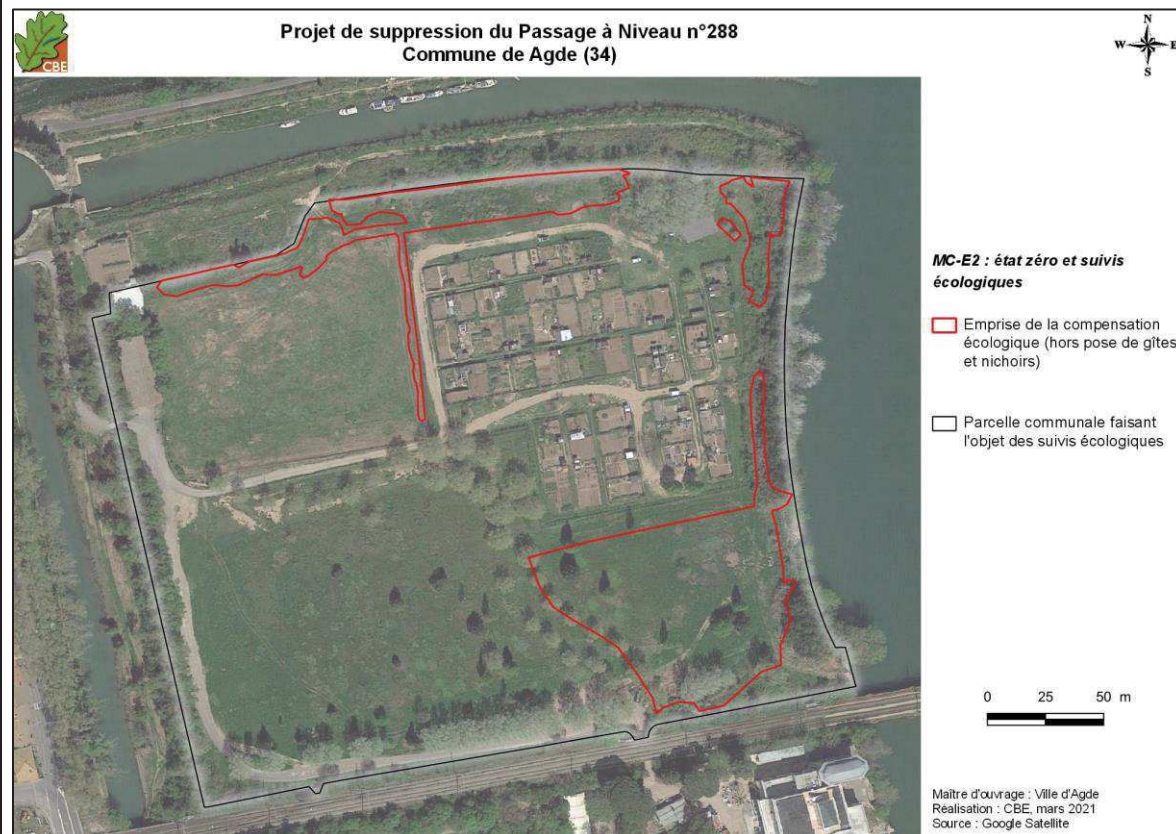 Projet de suppression du Passage à Niveau n°288
Commune de Agde (34)
CBE
N
W E
S
MC-E2 : état zéro et suivis
écologiques
Emprise de la compensation
écologique (hors pose de gîtes
et nichoirs)
Parcelle communale faisant
l'objet des suivis écologiques
0 25 50 m
Maître d'ouvrage : Ville d'Agde
Réalisation : CBE, mars 2021
Source : Google Satellite